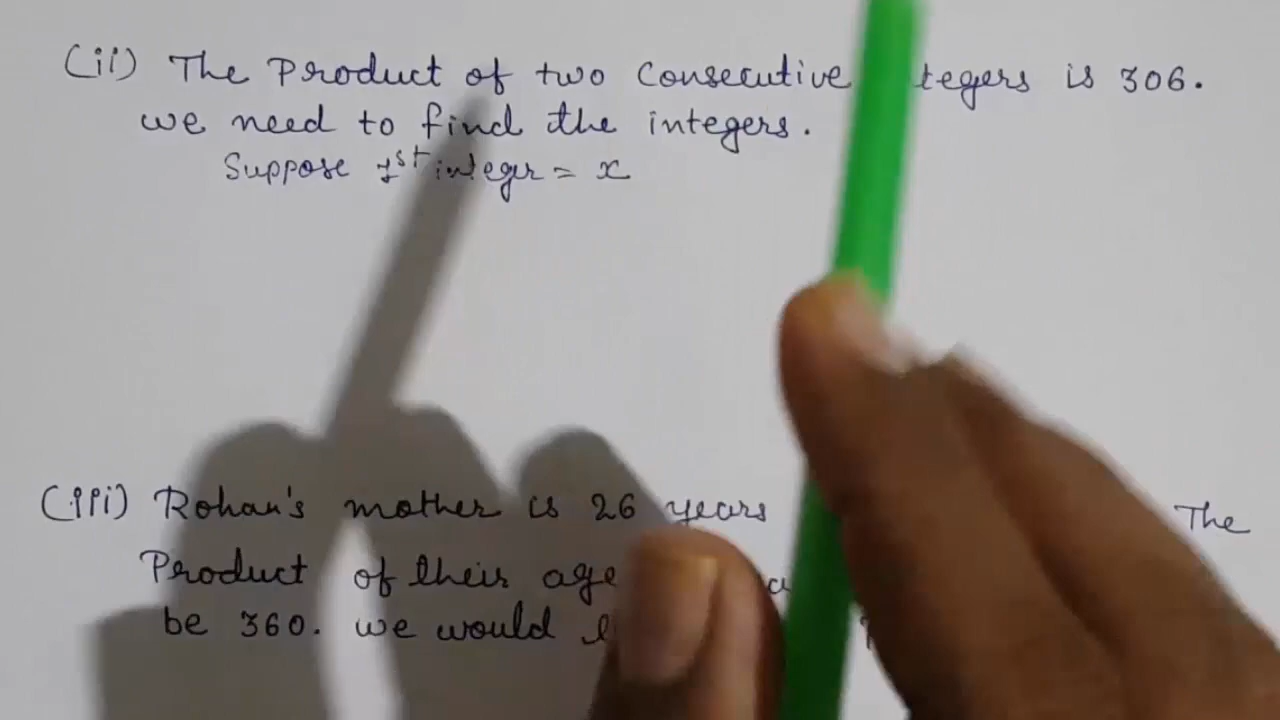 (ii) The Product of two Consecutive tegers is 306.
we need to find the integers.
Suppose 1st integer = x
(iii) Rohan's mother is 26 years The
Product of their age
be 360. we would